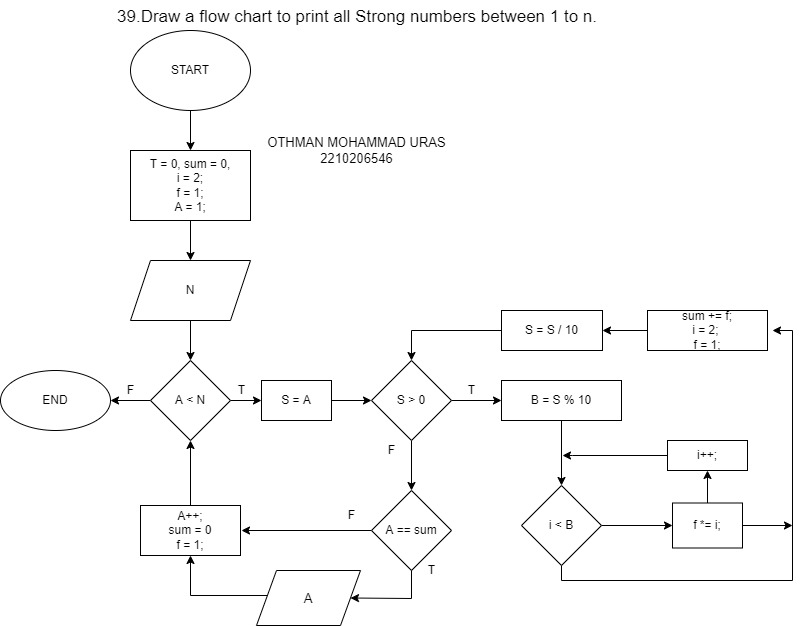 39.Draw a flow chart to print all Strong numbers between 1 to n.
START
OTHMAN MOHAMMAD URAS
2210206546
T = 0, sum = 0,
i = 2;
f = 1;
A = 1;
N
S = S / 10
sum += f;
i = 2;
f = 1;
END
F
A < N
T
S = A
S > 0
T
B = S % 10
F
i++;
A++;
sum = 0
f = 1;
F
A == sum
i < B
f *= i;
T
A